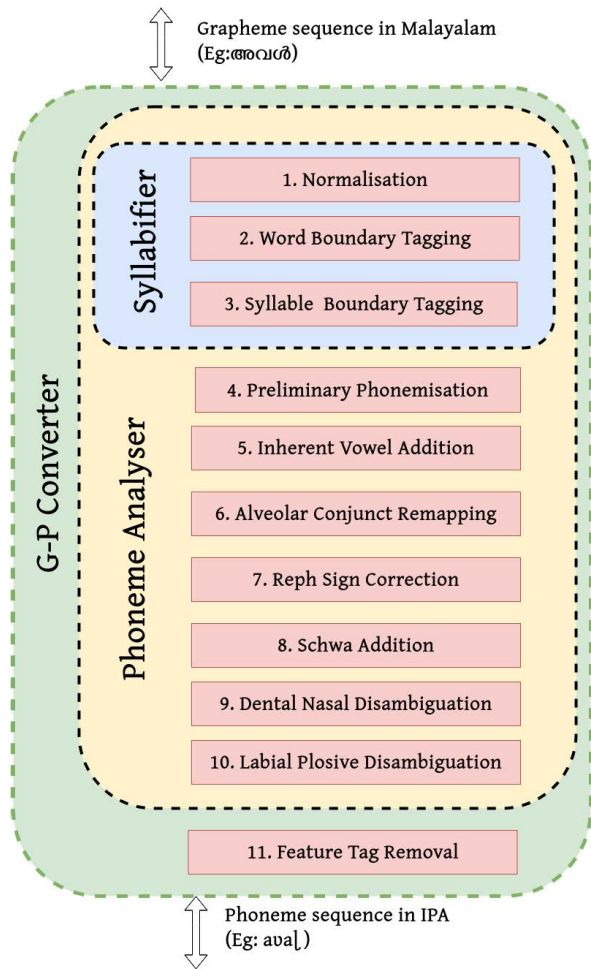 Grapheme sequence in Malayalam
(Eg:അവൾ)
Syllabifier
1. Normalisation
2. Word Boundary Tagging
3. Syllable Boundary Tagging
G-P Converter
Phoneme Analyser
4. Preliminary Phonemisation
5. Inherent Vowel Addition
6. Alveolar Conjunct Remapping
7. Reph Sign Correction
8. Schwa Addition
9. Dental Nasal Disambiguation
10. Labial Plosive Disambiguation
11. Feature Tag Removal
Phoneme sequence in IPA
(Eg: aʋaɭ )